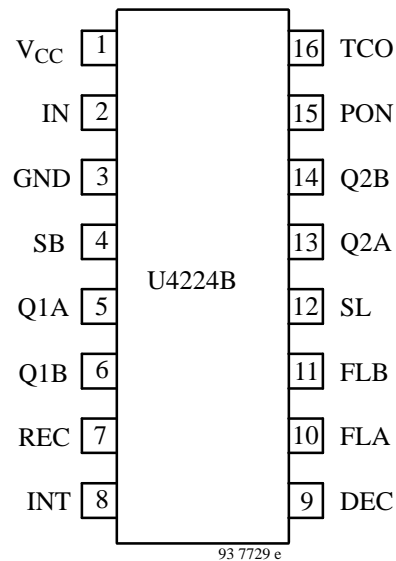 V_CC 1 16 TCO
IN 2 15 PON
GND 3 14 Q2B
SB 4 13 Q2A
U4224B
Q1A 5 12 SL
Q1B 6 11 FLB
REC 7 10 FLA
INT 8 9 DEC
93 7729 e